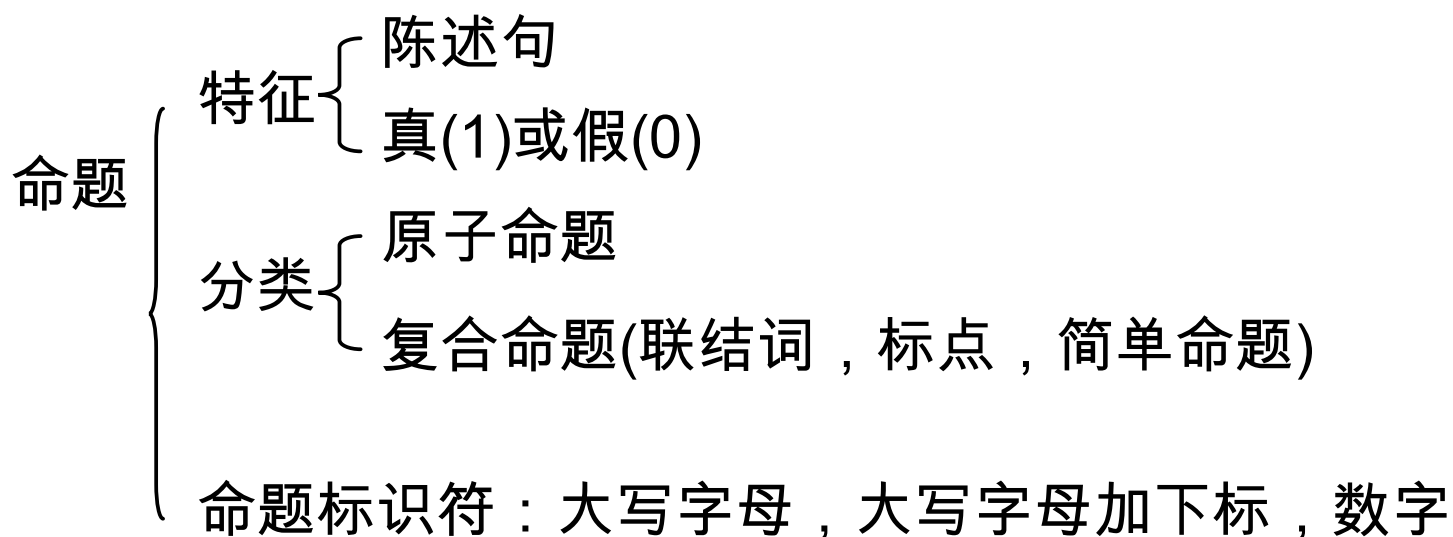 命题
特征
陈述句
真(1)或假(0)
分类
原子命题
复合命题(联结词，标点，简单命题)
命题标识符：大写字母，大写字母加下标，数字